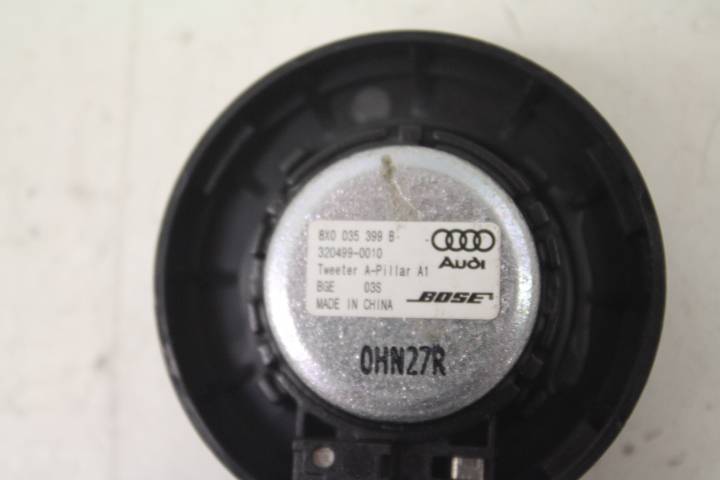 8X0 035 399 B
320499-0010
Audi
Tweeter A-Pillar A1
BGE 03S
BOSE
MADE IN CHINA
0HN27R